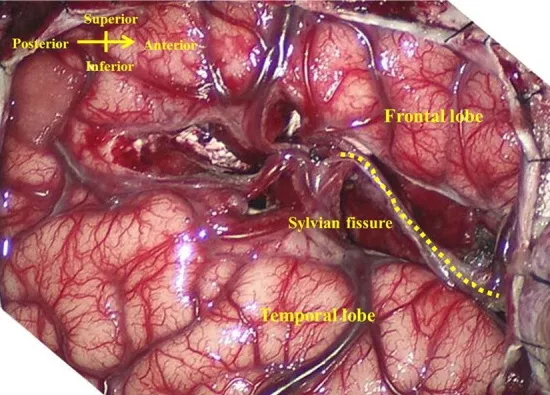 Superior
Posterior
Anterior
Inferior
Frontal lobe
Sylvian fissure
Temporal lobe